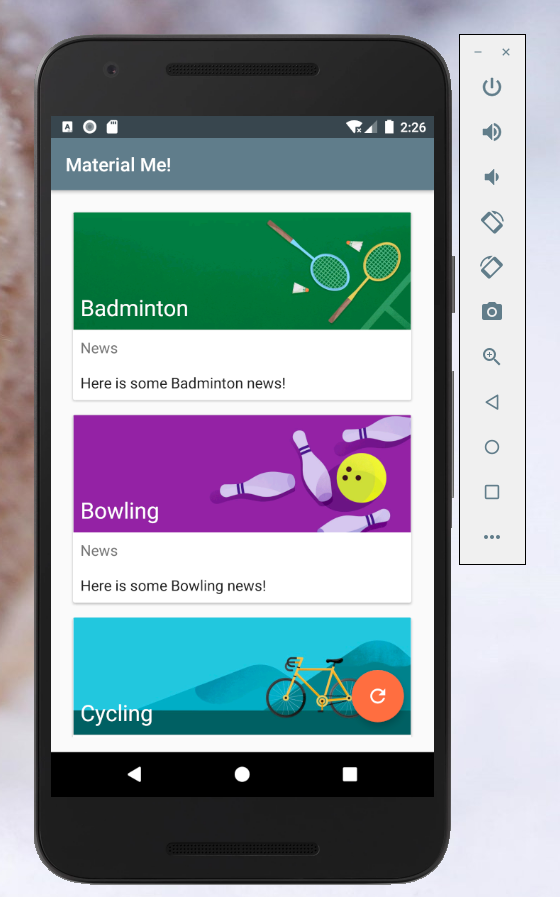 A
2:26
Material Me!
Badminton
News
Here is some Badminton news!
Bowling
News
Here is some Bowling news!
Cycling